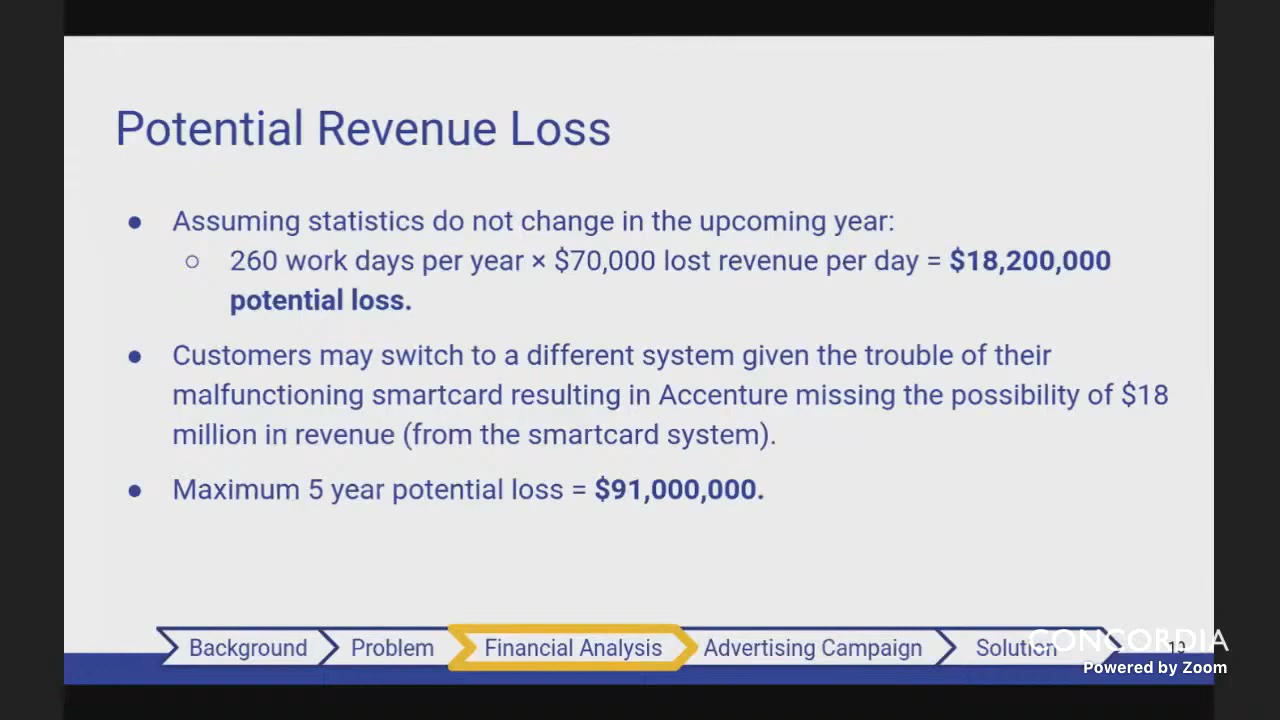 Potential Revenue Loss
● Assuming statistics do not change in the upcoming year:
○ 260 work days per year × $70,000 lost revenue per day = $18,200,000
potential loss.
● Customers may switch to a different system given the trouble of their
malfunctioning smartcard resulting in Accenture missing the possibility of $18
million in revenue (from the smartcard system).
● Maximum 5 year potential loss = $91,000,000.
Background Problem Financial Analysis Advertising Campaign Solution
CONCORDIA
Powered by Zoom